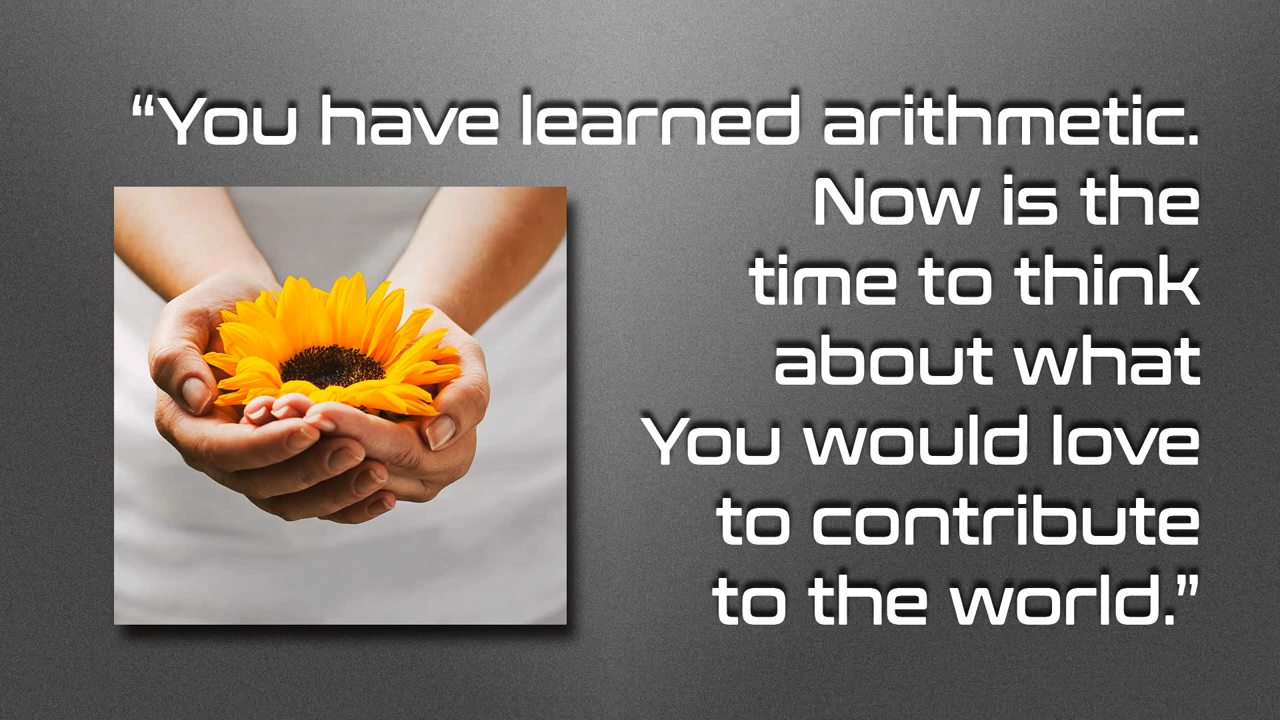 “You have learned arithmetic.
Now is the
time to think
about what
You would love
to contribute
to the world.”